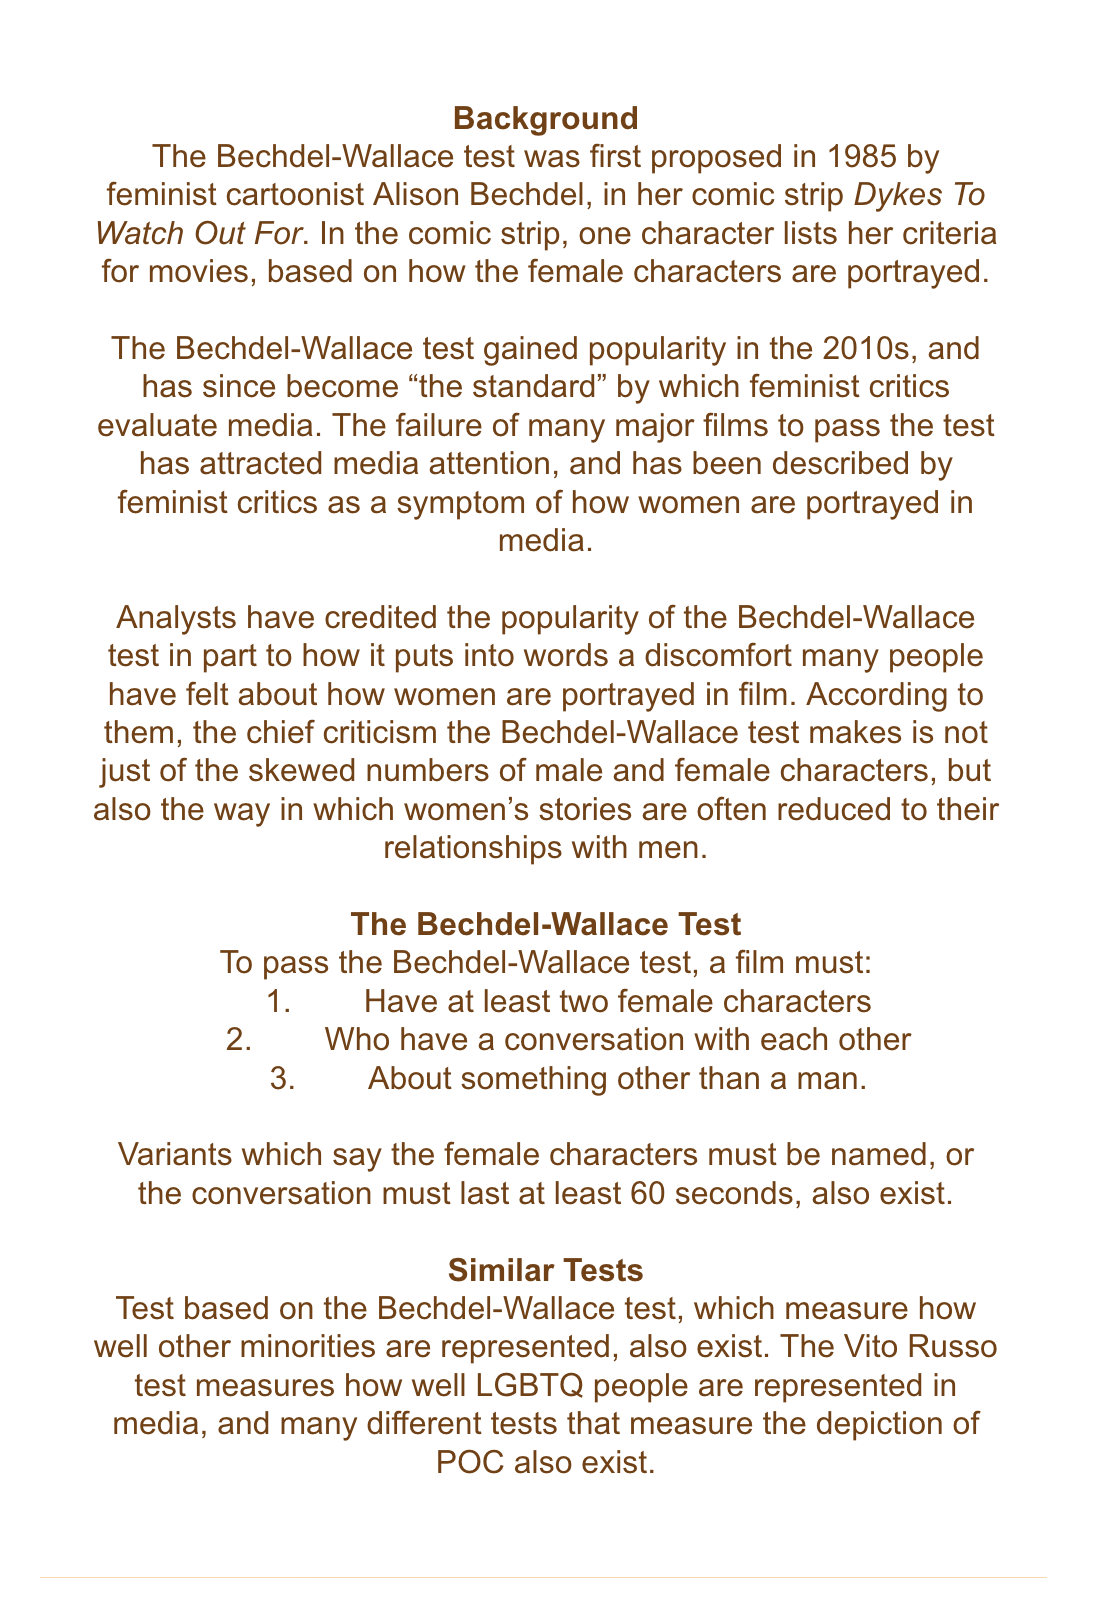 Background
The Bechdel-Wallace test was first proposed in 1985 by
feminist cartoonist Alison Bechdel, in her comic strip Dykes To
Watch Out For. In the comic strip, one character lists her criteria
for movies, based on how the female characters are portrayed.
The Bechdel-Wallace test gained popularity in the 2010s, and
has since become “the standard” by which feminist critics
evaluate media. The failure of many major films to pass the test
has attracted media attention, and has been described by
feminist critics as a symptom of how women are portrayed in
media.
Analysts have credited the popularity of the Bechdel-Wallace
test in part to how it puts into words a discomfort many people
have felt about how women are portrayed in film. According to
them, the chief criticism the Bechdel-Wallace test makes is not
just of the skewed numbers of male and female characters, but
also the way in which women’s stories are often reduced to their
relationships with men.
The Bechdel-Wallace Test
To pass the Bechdel-Wallace test, a film must:
1. Have at least two female characters
2. Who have a conversation with each other
3. About something other than a man.
Variants which say the female characters must be named, or
the conversation must last at least 60 seconds, also exist.
Similar Tests
Test based on the Bechdel-Wallace test, which measure how
well other minorities are represented, also exist. The Vito Russo
test measures how well LGBTQ people are represented in
media, and many different tests that measure the depiction of
POC also exist.